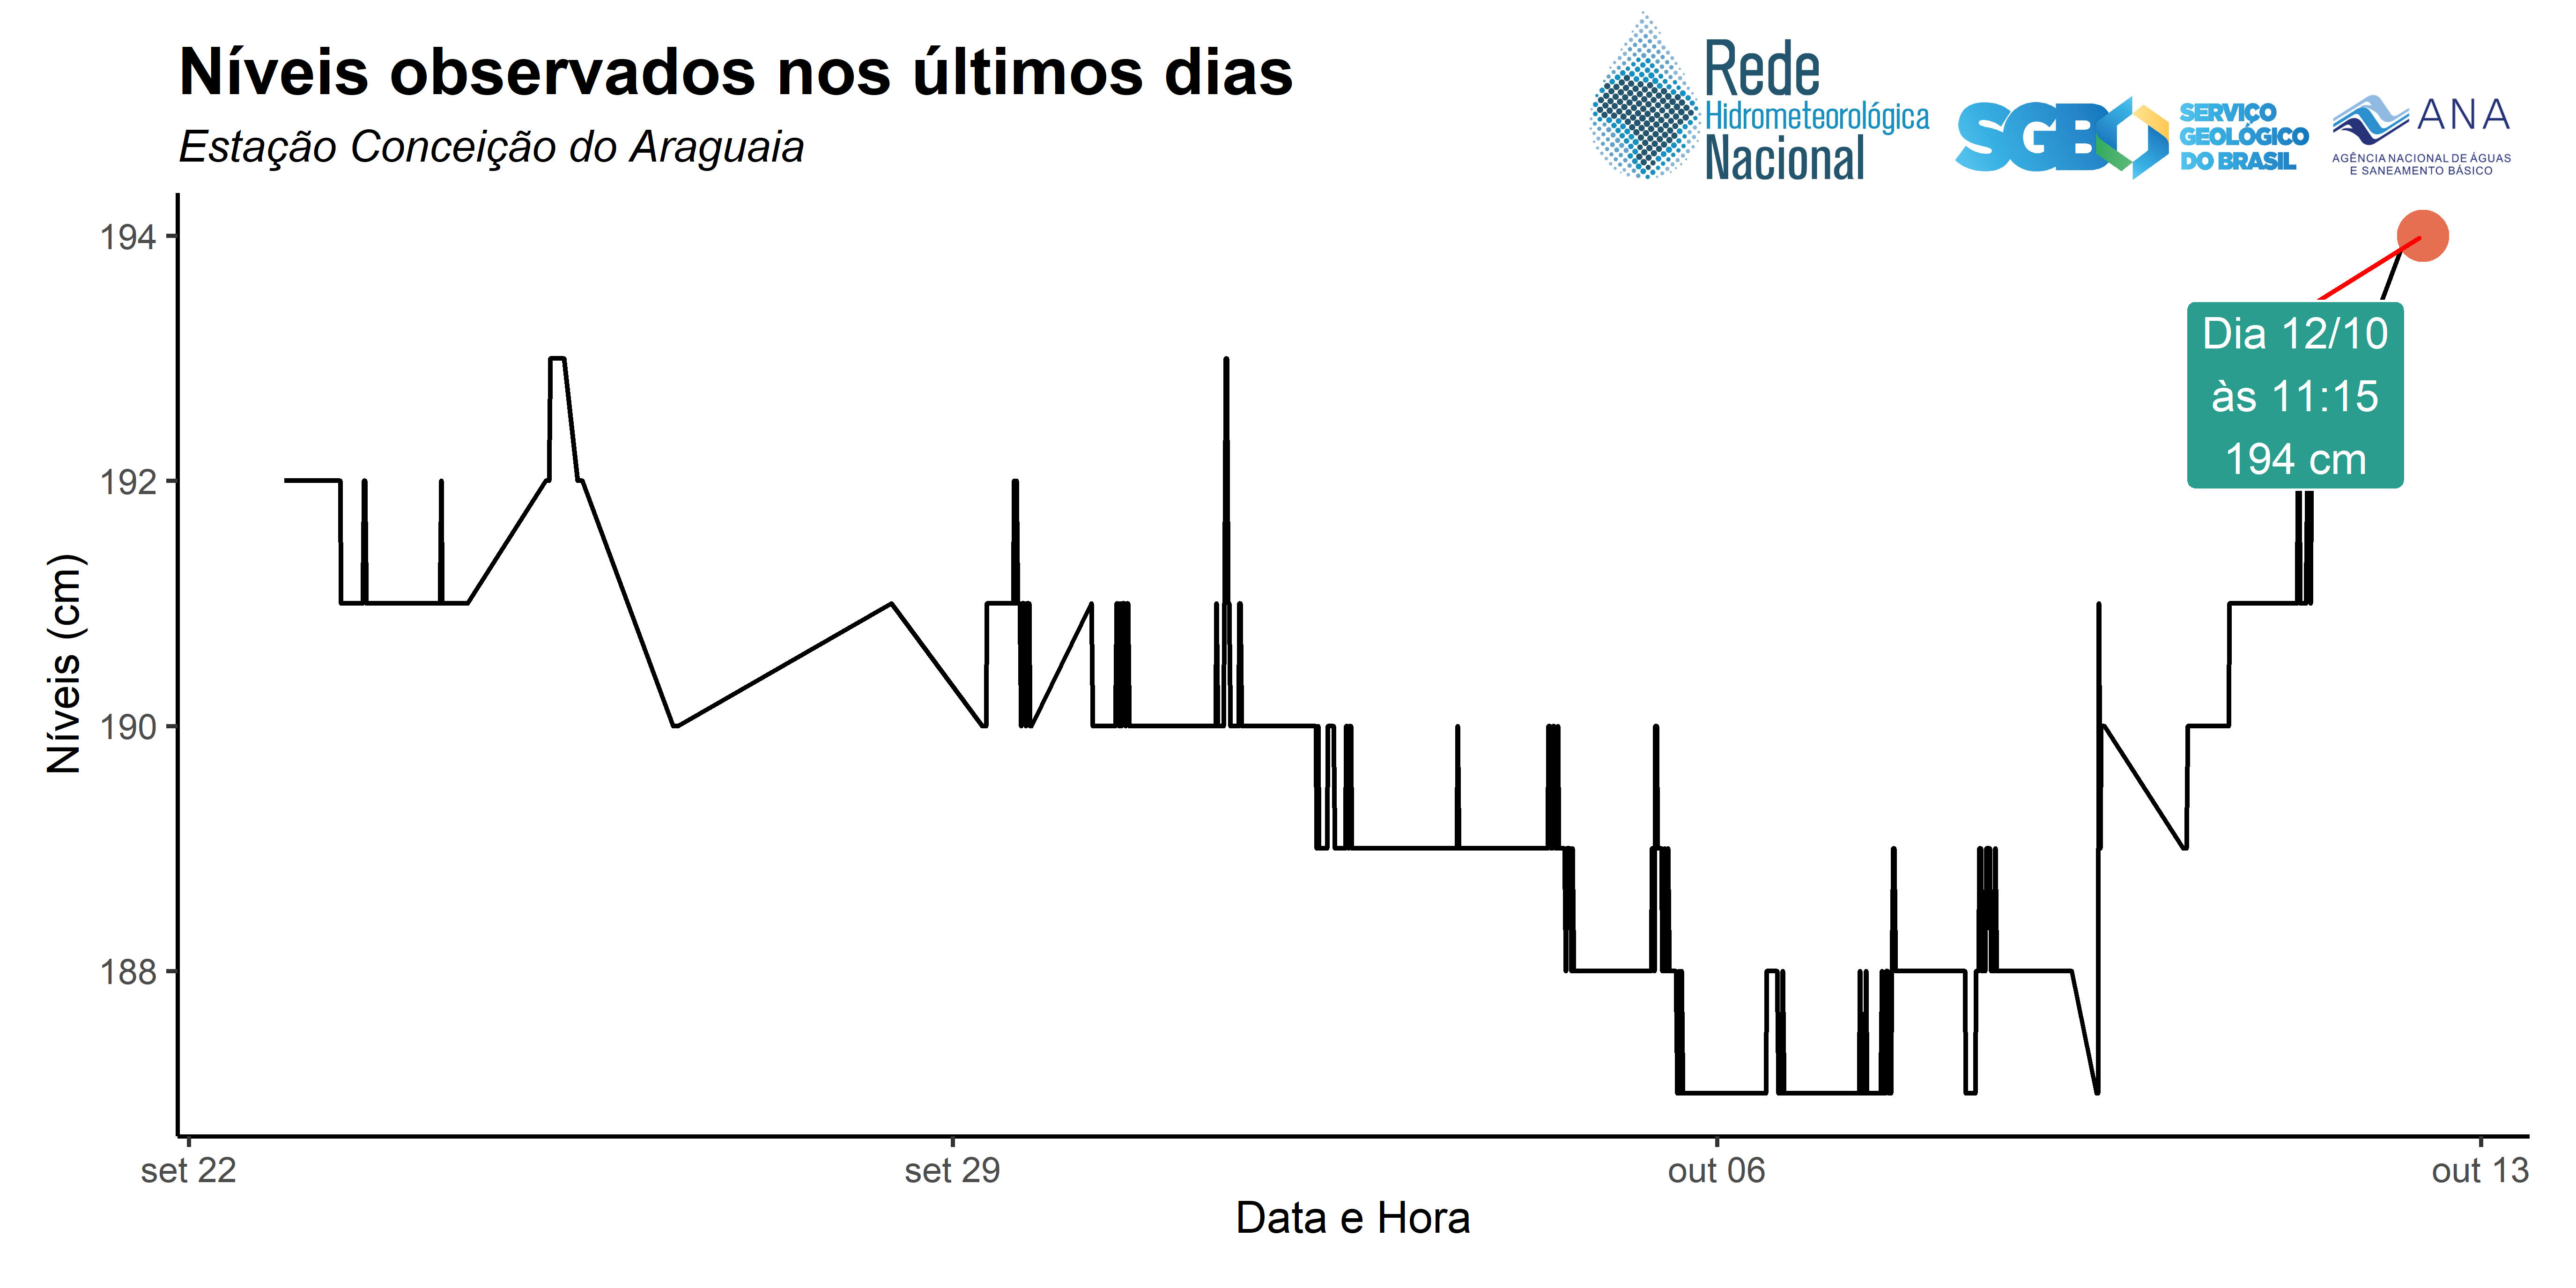 Níveis observados nos últimos dias
Estação Conceição do Araguaia
Rede
Hidrometeorológica
Nacional
SGB
SERVIÇO
GEOLÓGICO
DO BRASIL
ANA
AGÊNCIA NACIONAL DE ÁGUAS
E SANEAMENTO BÁSICO
194
192
190
188
Níveis (cm)
Dia 12/10
às 11:15
194 cm
set 22
set 29
out 06
out 13
Data e Hora